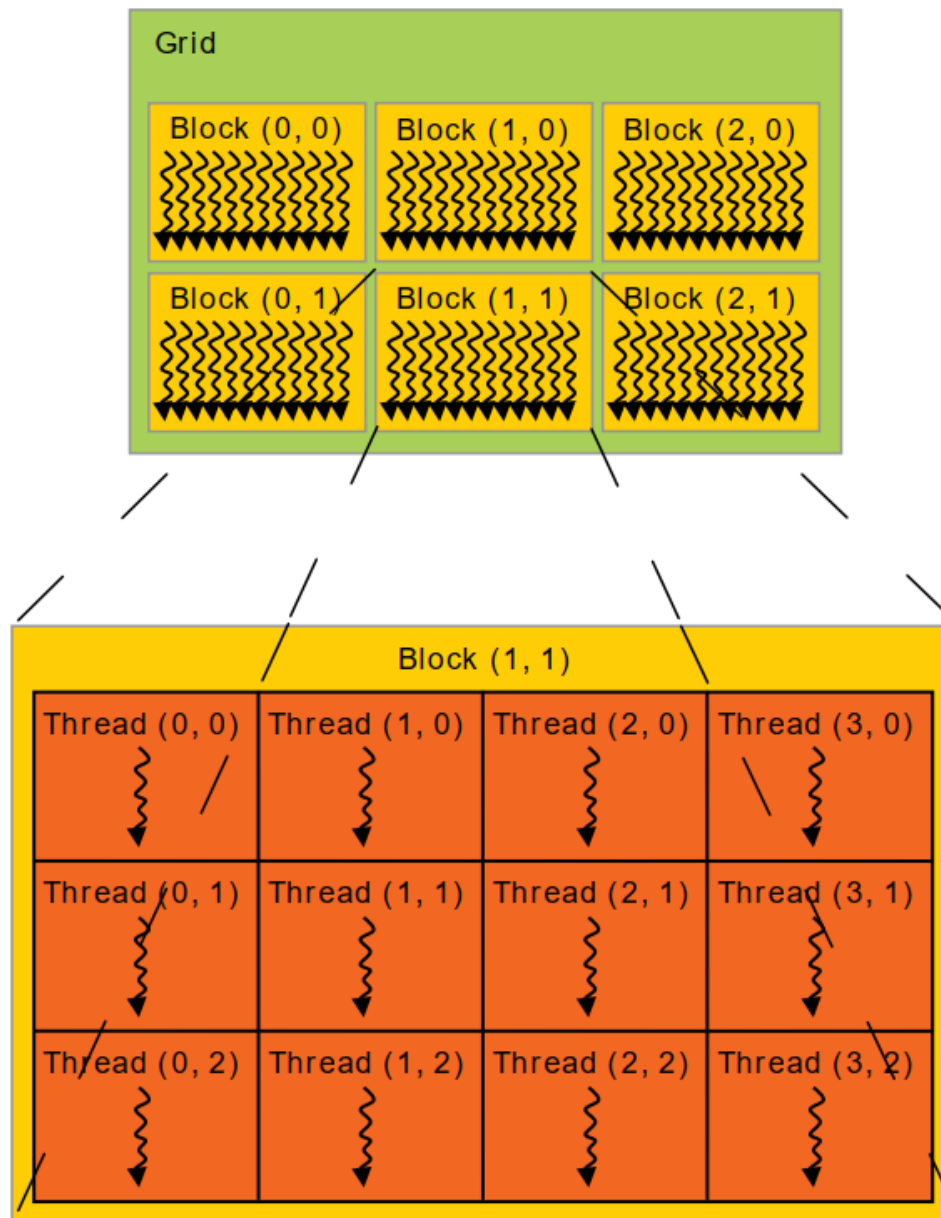 Grid
Block (0, 0) Block (1, 0) Block (2, 0)
Block (0, 1) Block (1, 1) Block (2, 1)
Block (1, 1)
Thread (0, 0) Thread (1, 0) Thread (2, 0) Thread (3, 0)
Thread (0, 1) Thread (1, 1) Thread (2, 1) Thread (3, 1)
Thread (0, 2) Thread (1, 2) Thread (2, 2) Thread (3, 2)